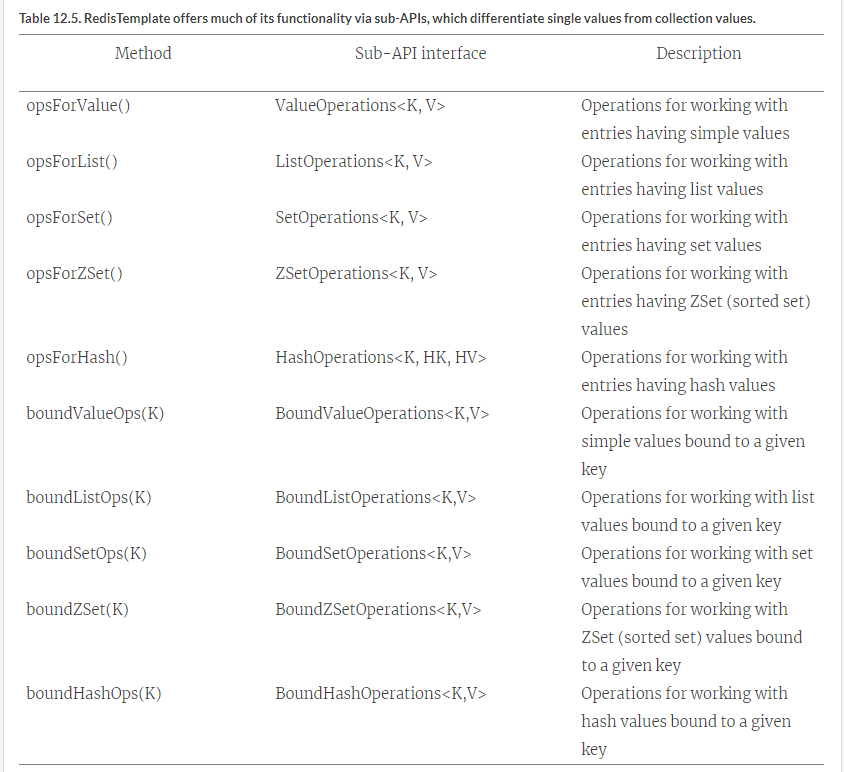 Table 12.5. RedisTemplate offers much of its functionality via sub-APIs, which differentiate single values from collection values.
Method Sub-API interface Description
opsForValue() ValueOperations<K, V> Operations for working with
entries having simple values
opsForList() ListOperations<K, V> Operations for working with
entries having list values
opsForSet() SetOperations<K, V> Operations for working with
entries having set values
opsForZSet() ZSetOperations<K, V> Operations for working with
entries having ZSet (sorted set)
values
opsForHash() HashOperations<K, HK, HV> Operations for working with
entries having hash values
boundValueOps(K) BoundValueOperations<K,V> Operations for working with
simple values bound to a given
key
boundListOps(K) BoundListOperations<K,V> Operations for working with list
values bound to a given key
boundSetOps(K) BoundSetOperations<K,V> Operations for working with set
values bound to a given key
boundZSet(K) BoundZSetOperations<K,V> Operations for working with
ZSet (sorted set) values bound
to a given key
boundHashOps(K) BoundHashOperations<K,V> Operations for working with
hash values bound to a given
key